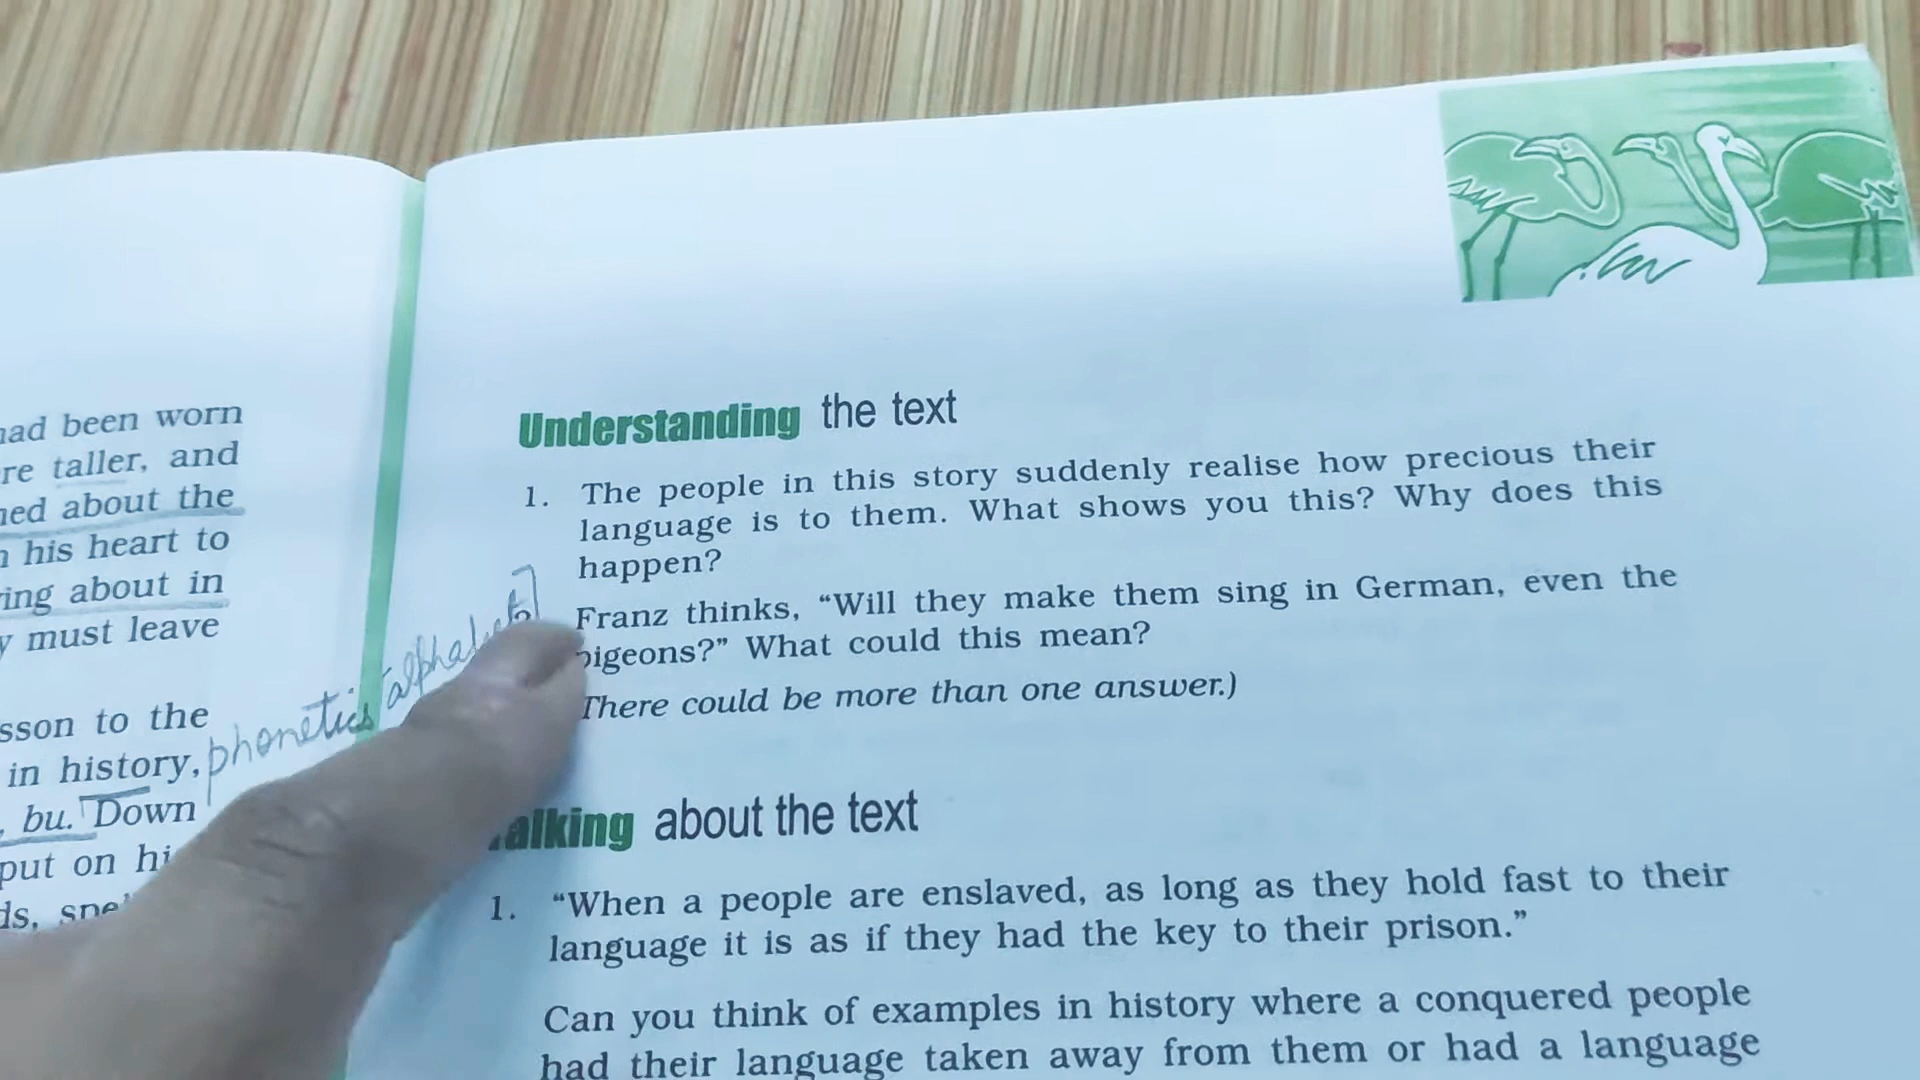 had been worn
re taller, and
ned about the
his heart to
ing about in
y must leave
sson to the
in history,
bu. Down
put on hi
ds, spe
phonetics alphabets
Understanding the text
1. The people in this story suddenly realise how precious their
language is to them. What shows you this? Why does this
happen?
Franz thinks, “Will they make them sing in German, even the
pigeons?” What could this mean?
There could be more than one answer.)
alking about the text
1. “When a people are enslaved, as long as they hold fast to their
language it is as if they had the key to their prison.”
Can you think of examples in history where a conquered people
had their language taken away from them or had a language